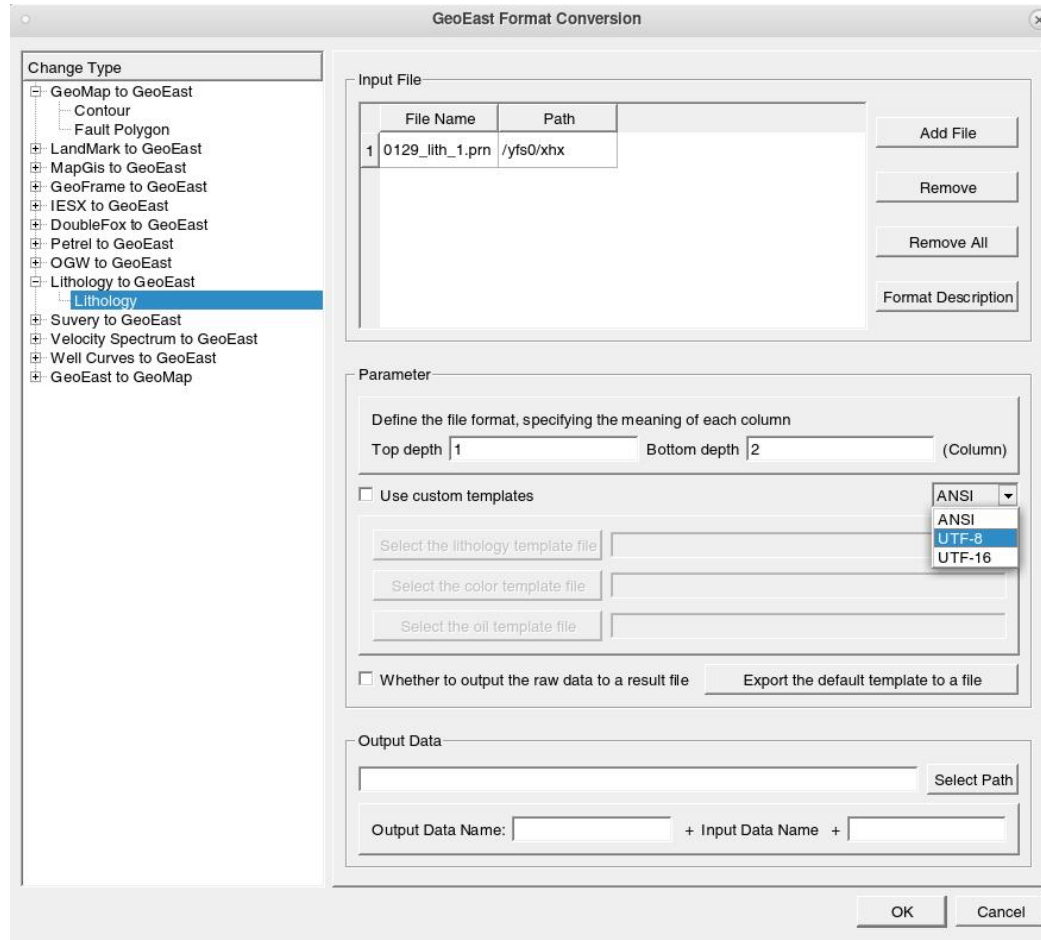 GeoEast Format Conversion
Change Type
GeoMap to GeoEast
Contour
Fault Polygon
LandMark to GeoEast
MapGis to GeoEast
GeoFrame to GeoEast
IESX to GeoEast
DoubleFox to GeoEast
Petrel to GeoEast
OGW to GeoEast
Lithology to GeoEast
Lithology
Suvery to GeoEast
Velocity Spectrum to GeoEast
Well Curves to GeoEast
GeoEast to GeoMap
Input File
File Name Path
1 0129_lith_1.prn /yfs0/xhx
Add File
Remove
Remove All
Format Description
Parameter
Define the file format, specifying the meaning of each column
Top depth 1 Bottom depth 2 (Column)
Use custom templates ANSI
ANSI
UTF-8
UTF-16
Select the lithology template file
Select the color template file
Select the oil template file
Whether to output the raw data to a result file Export the default template to a file
Output Data
Select Path
Output Data Name: + Input Data Name +
OK Cancel